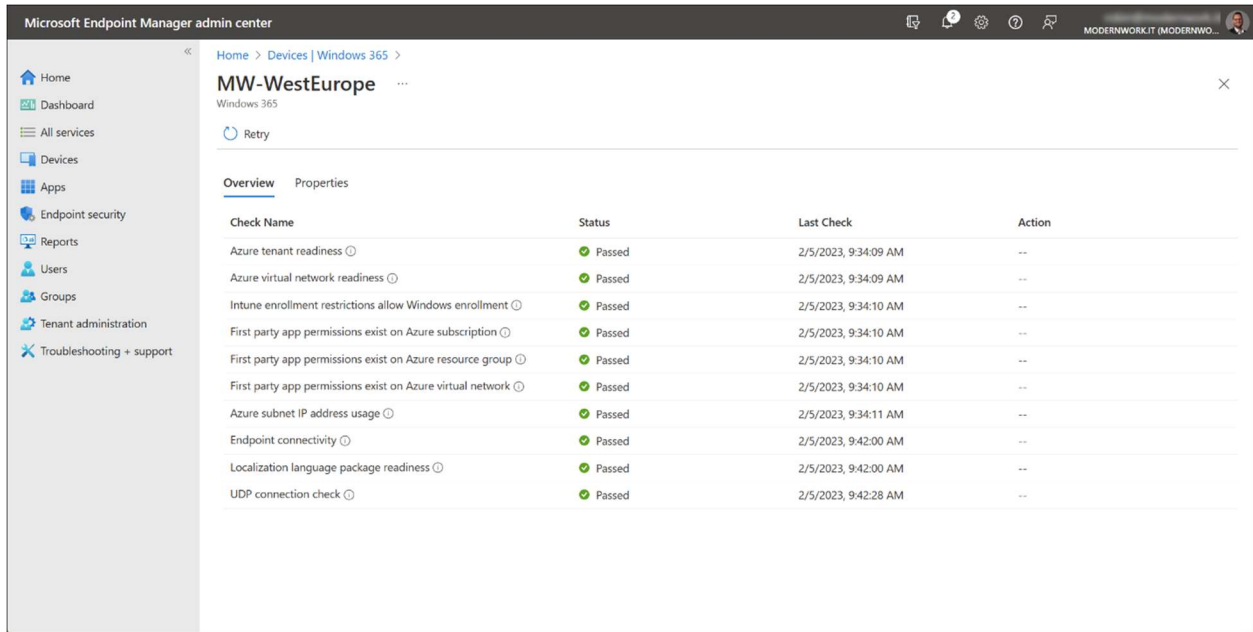 Microsoft Endpoint Manager admin center
2
MODERNWORK.IT (MODERNWO...
«
Home > Devices | Windows 365 >
MW-WestEurope ...
Windows 365
Retry
Home
Dashboard
All services
Devices
Apps
Endpoint security
Reports
Users
Groups
Tenant administration
Troubleshooting + support
Overview Properties
Check Name Status Last Check Action
Azure tenant readiness Passed 2/5/2023, 9:34:09 AM --
Azure virtual network readiness Passed 2/5/2023, 9:34:09 AM --
Intune enrollment restrictions allow Windows enrollment Passed 2/5/2023, 9:34:10 AM --
First party app permissions exist on Azure subscription Passed 2/5/2023, 9:34:10 AM --
First party app permissions exist on Azure resource group Passed 2/5/2023, 9:34:10 AM --
First party app permissions exist on Azure virtual network Passed 2/5/2023, 9:34:10 AM --
Azure subnet IP address usage Passed 2/5/2023, 9:34:11 AM --
Endpoint connectivity Passed 2/5/2023, 9:42:00 AM --
Localization language package readiness Passed 2/5/2023, 9:42:00 AM --
UDP connection check Passed 2/5/2023, 9:42:28 AM --